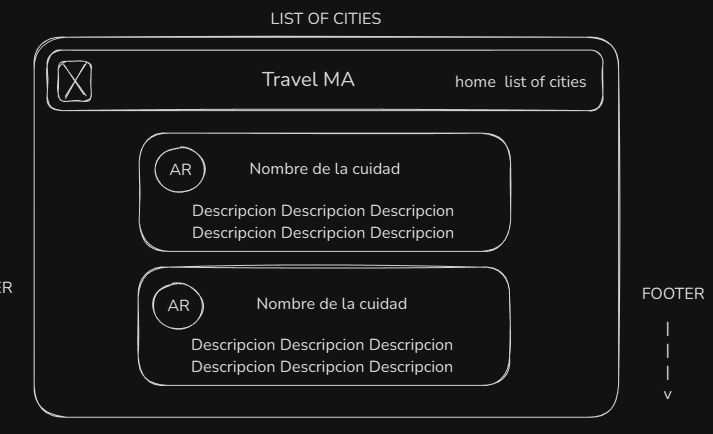 LIST OF CITIES
Travel MA
home list of cities
AR
Nombre de la cuidad
Descripcion Descripcion Descripcion
Descripcion Descripcion Descripcion
AR
Nombre de la cuidad
Descripcion Descripcion Descripcion
Descripcion Descripcion Descripcion
ER
FOOTER
|
|
|
v